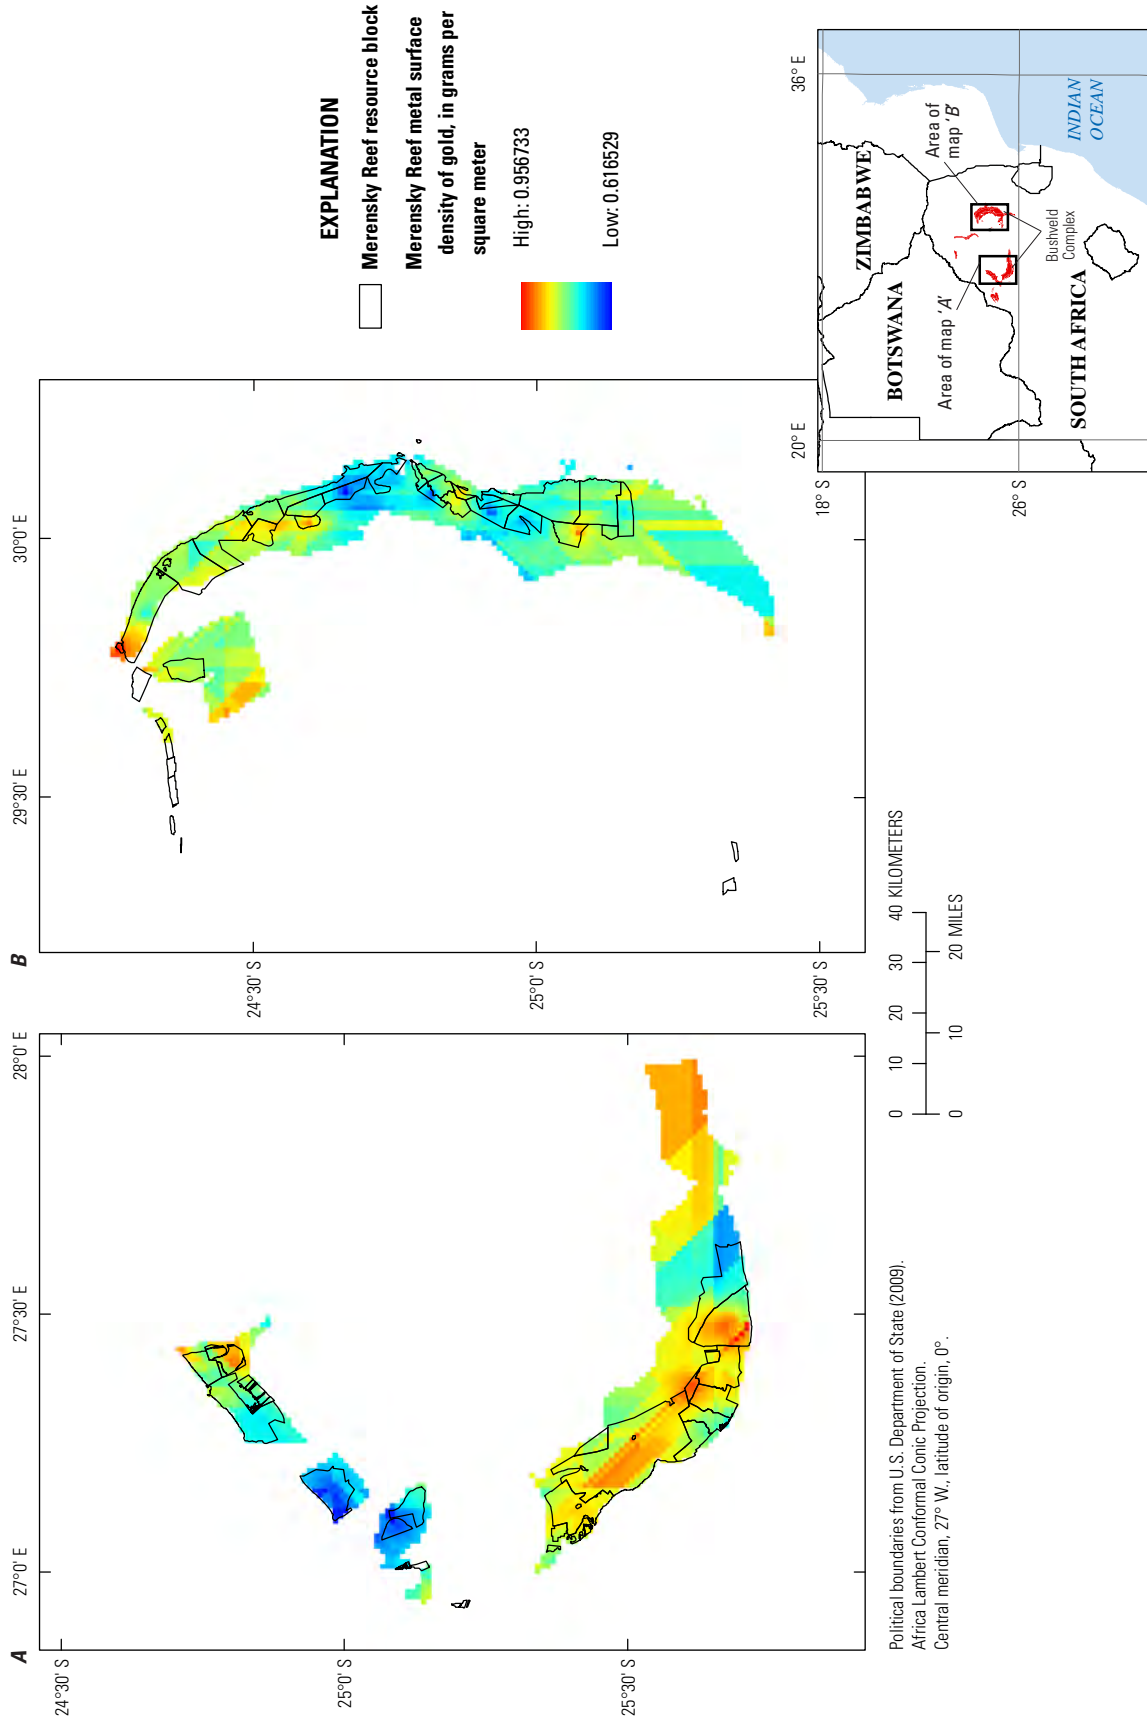 A
27°0' E
27°30' E
28°0' E
24°30' S
25°0' S
25°30' S
B
29°30' E
30°0' E
24°30' S
25°0' S
25°30' S
EXPLANATION
Merensky Reef resource block
Merensky Reef metal surface
density of gold, in grams per
square meter
High: 0.956733
Low: 0.616529
Political boundaries from U.S. Department of State (2009).
Africa Lambert Conformal Conic Projection.
Central meridian, 27° W., latitude of origin, 0°.
0 10 20 30 40 KILOMETERS
0 10 20 MILES
20° E
36° E
18° S
26° S
ZIMBABWE
BOTSWANA
Area of map 'A'
Area of
map 'B'
Bushveld
Complex
SOUTH AFRICA
INDIAN
OCEAN